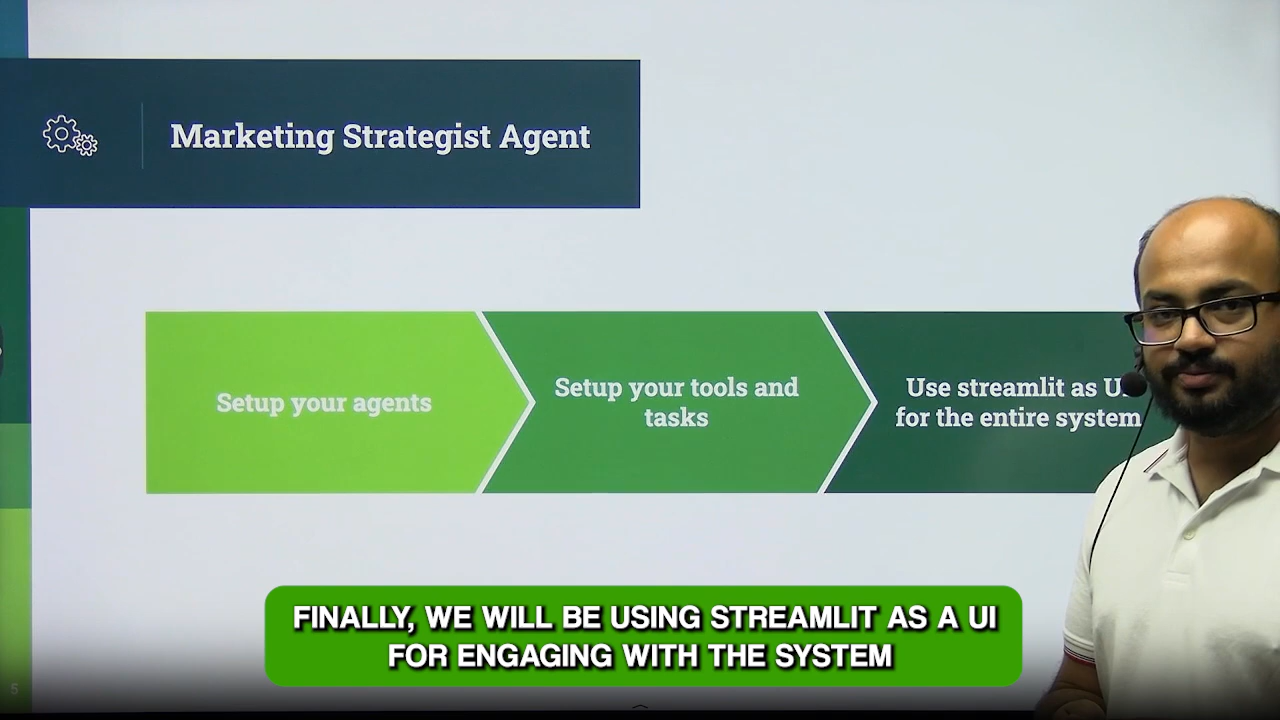 Marketing Strategist Agent
Setup your agents
Setup your tools and
tasks
Use streamlit as U
for the entire system
FINALLY, WE WILL BE USING STREAMLIT AS A UI
FOR ENGAGING WITH THE SYSTEM
5